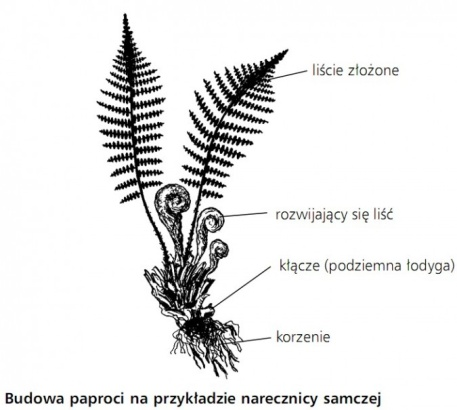 liście złożone
rozwijający się liść
kłącze (podziemna łodyga)
korzenie
Budowa paproci na przykładzie narecznicy samczej